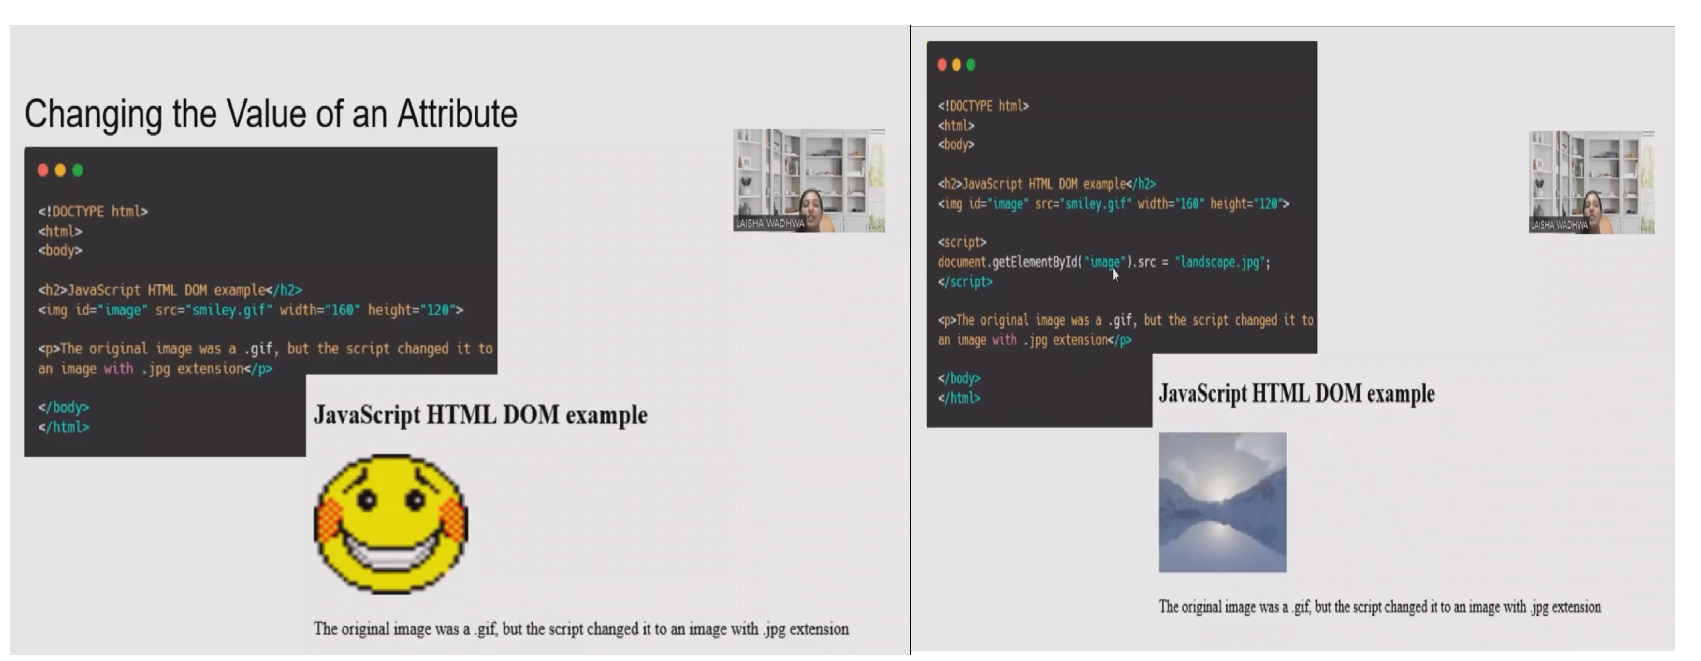 Changing the Value of an Attribute
<!DOCTYPE html>
<html>
<body>
<h2>JavaScript HTML DOM example</h2>
<img id="image" src="smiley.gif" width="160" height="120">
<p>The original image was a .gif, but the script changed it to
an image with .jpg extension</p>
</body>
</html>
JavaScript HTML DOM example
The original image was a .gif, but the script changed it to an image with .jpg extension
LAISHA WADHWA
<!DOCTYPE html>
<html>
<body>
<h2>JavaScript HTML DOM example</h2>
<img id="image" src="smiley.gif" width="160" height="120">
<script>
document.getElementById("image").src = "landscape.jpg";
</script>
<p>The original image was a .gif, but the script changed it to
an image with .jpg extension</p>
</body>
</html>
JavaScript HTML DOM example
The original image was a .gif, but the script changed it to an image with .jpg extension
LAISHA WADHWA